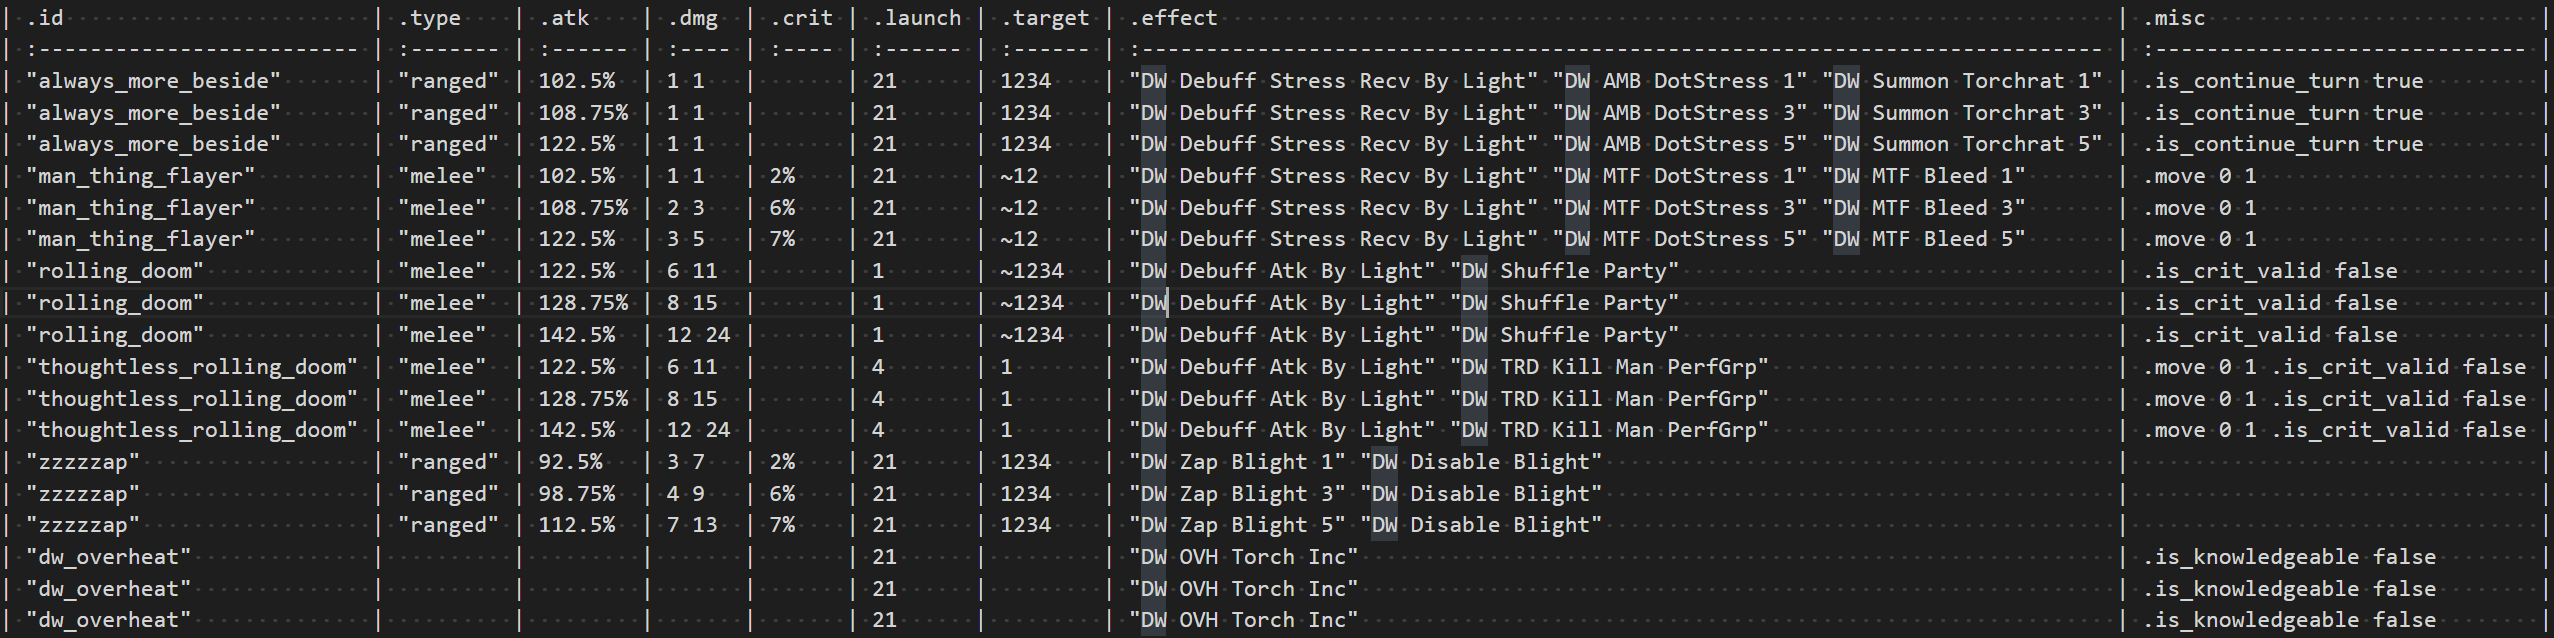 | .id | .type | .atk | .dmg | .crit | .launch | .target | .effect | .misc |
| :------------------------- | :------- | :------ | :---- | :---- | :------ | :------ | :--------------------------------------------------------------------------- | :----------------------------- |
| "always_more_beside" | "ranged" | 102.5% | 1 1 | | 21 | 1234 | "DW Debuff Stress Recv By Light" "DW AMB DotStress 1" "DW Summon Torchrat 1" | .is_continue_turn true |
| "always_more_beside" | "ranged" | 108.75% | 1 1 | | 21 | 1234 | "DW Debuff Stress Recv By Light" "DW AMB DotStress 3" "DW Summon Torchrat 3" | .is_continue_turn true |
| "always_more_beside" | "ranged" | 122.5% | 1 1 | | 21 | 1234 | "DW Debuff Stress Recv By Light" "DW AMB DotStress 5" "DW Summon Torchrat 5" | .is_continue_turn true |
| "man_thing_flayer" | "melee" | 102.5% | 1 1 | 2% | 21 | ~12 | "DW Debuff Stress Recv By Light" "DW MTF DotStress 1" "DW MTF Bleed 1" | .move 0 1 |
| "man_thing_flayer" | "melee" | 108.75% | 2 3 | 6% | 21 | ~12 | "DW Debuff Stress Recv By Light" "DW MTF DotStress 3" "DW MTF Bleed 3" | .move 0 1 |
| "man_thing_flayer" | "melee" | 122.5% | 3 5 | 7% | 21 | ~12 | "DW Debuff Stress Recv By Light" "DW MTF DotStress 5" "DW MTF Bleed 5" | .move 0 1 |
| "rolling_doom" | "melee" | 122.5% | 6 11 | | 1 | ~1234 | "DW Debuff Atk By Light" "DW Shuffle Party" | .is_crit_valid false |
| "rolling_doom" | "melee" | 128.75% | 8 15 | | 1 | ~1234 | "DW Debuff Atk By Light" "DW Shuffle Party" | .is_crit_valid false |
| "rolling_doom" | "melee" | 142.5% | 12 24 | | 1 | ~1234 | "DW Debuff Atk By Light" "DW Shuffle Party" | .is_crit_valid false |
| "thoughtless_rolling_doom" | "melee" | 122.5% | 6 11 | | 4 | 1 | "DW Debuff Atk By Light" "DW TRD Kill Man PerfGrp" | .move 0 1 .is_crit_valid false |
| "thoughtless_rolling_doom" | "melee" | 128.75% | 8 15 | | 4 | 1 | "DW Debuff Atk By Light" "DW TRD Kill Man PerfGrp" | .move 0 1 .is_crit_valid false |
| "thoughtless_rolling_doom" | "melee" | 142.5% | 12 24 | | 4 | 1 | "DW Debuff Atk By Light" "DW TRD Kill Man PerfGrp" | .move 0 1 .is_crit_valid false |
| "zzzzzap" | "ranged" | 92.5% | 3 7 | 2% | 21 | 1234 | "DW Zap Blight 1" "DW Disable Blight" | |
| "zzzzzap" | "ranged" | 98.75% | 4 9 | 6% | 21 | 1234 | "DW Zap Blight 3" "DW Disable Blight" | |
| "zzzzzap" | "ranged" | 112.5% | 7 13 | 7% | 21 | 1234 | "DW Zap Blight 5" "DW Disable Blight" | |
| "dw_overheat" | | | | | 21 | | "DW OVH Torch Inc" | .is_knowledgeable false |
| "dw_overheat" | | | | | 21 | | "DW OVH Torch Inc" | .is_knowledgeable false |
| "dw_overheat" | | | | | 21 | | "DW OVH Torch Inc" | .is_knowledgeable false |